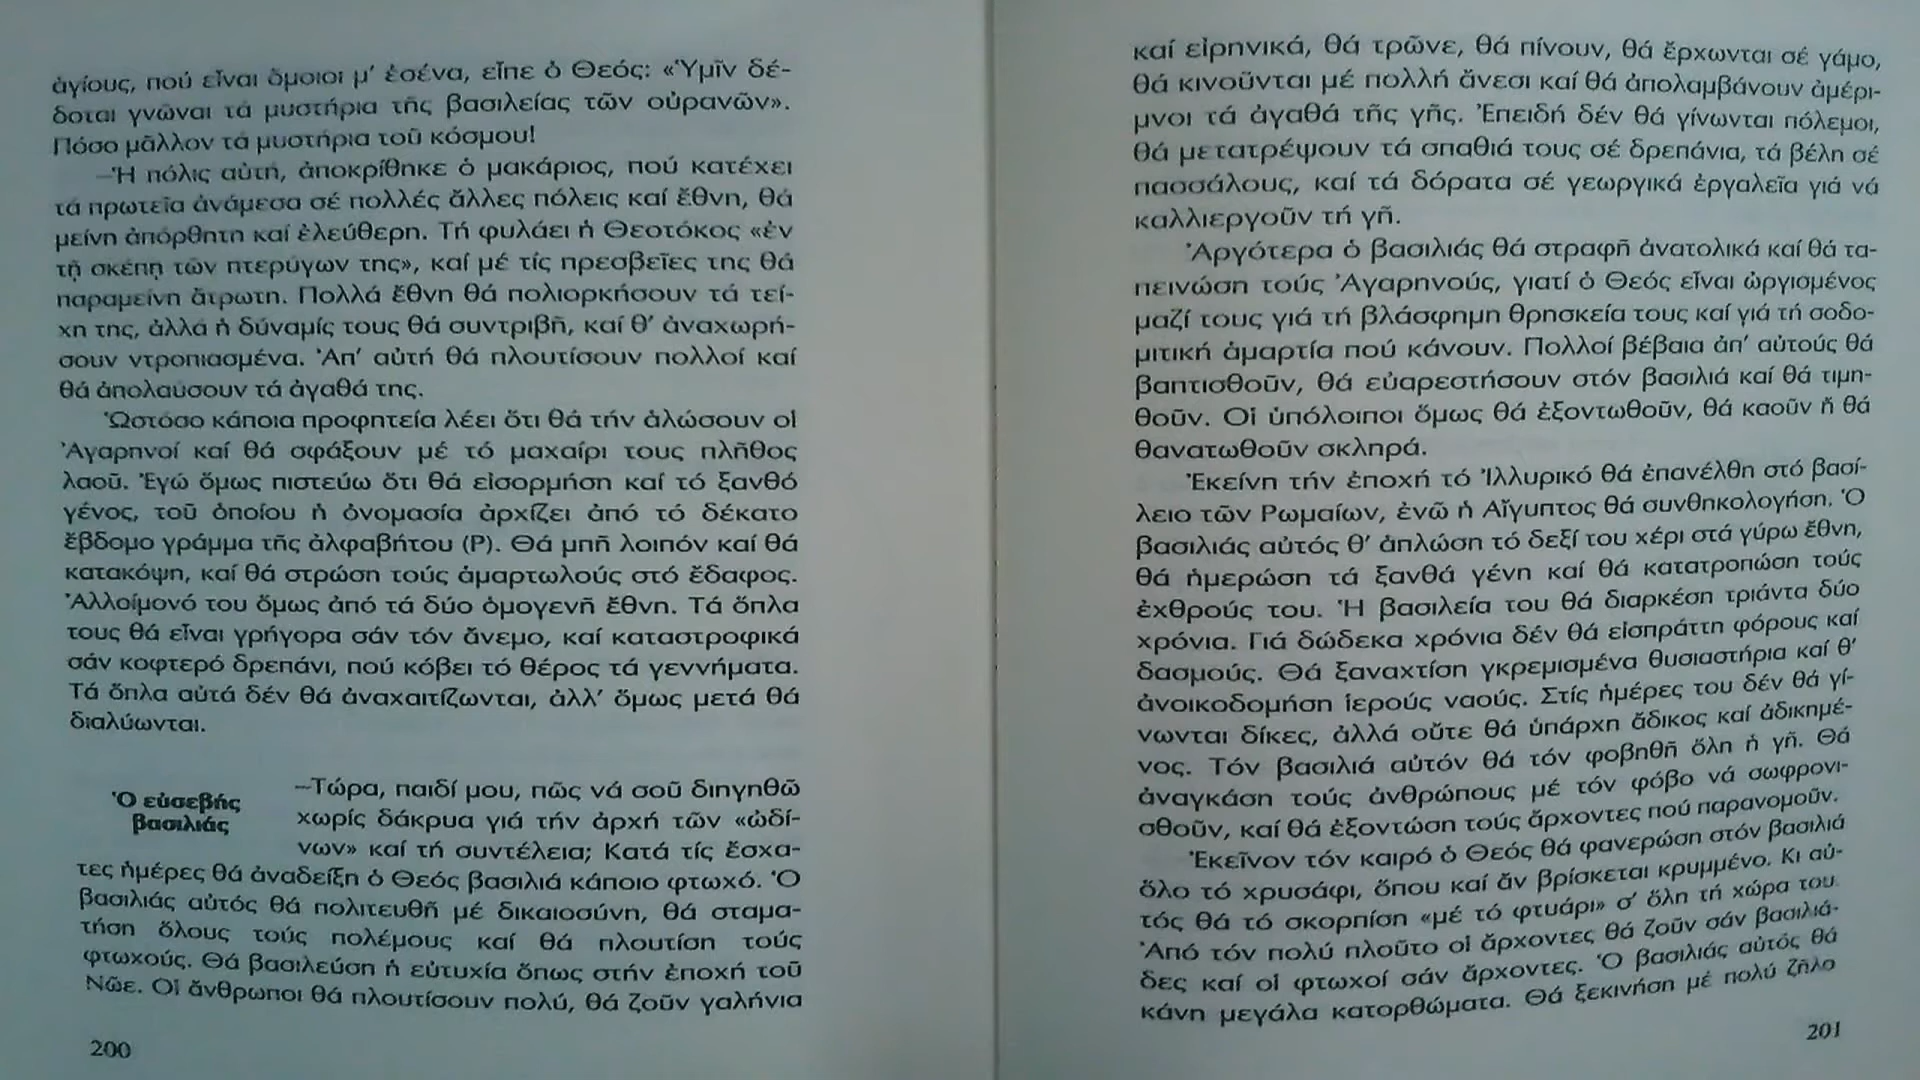 ἁγίους, πού εἶναι ὅμοιοι μ’ ἐσένα, εἶπε ὁ Θεός: «Ὑμῖν δέ-
δοται γνῶναι τά μυστήρια τῆς βασιλείας τῶν οὐρανῶν».
Πόσο μᾶλλον τά μυστήρια τοῦ κόσμου!
–Ἡ πόλις αὐτή, ἀποκρίθηκε ὁ μακάριος, πού κατέχει
τά πρωτεῖα ἀνάμεσα σέ πολλές ἄλλες πόλεις καί ἔθνη, θά
μείνη ἀπόρθητη καί ἐλεύθερη. Τή φυλάει ἡ Θεοτόκος «ἐν
τῇ σκέπῃ τῶν πτερύγων της», καί μέ τίς πρεσβεῖες της θά
παραμείνη ἄτρωτη. Πολλά ἔθνη θά πολιορκήσουν τά τεί-
χη της, ἀλλά ἡ δύναμίς τους θά συντριβῆ, καί θ’ ἀναχωρή-
σουν ντροπιασμένα. Ἀπ’ αὐτή θά πλουτίσουν πολλοί καί
θά ἀπολαύσουν τά ἀγαθά της.
Ὡστόσο κάποια προφητεία λέει ὅτι θά τήν ἁλώσουν οἱ
Ἀγαρηνοί καί θά σφάξουν μέ τό μαχαίρι τους πλῆθος
λαοῦ. Ἐγώ ὅμως πιστεύω ὅτι θά εἰσορμήση καί τό ξανθό
γένος, τοῦ ὁποίου ἡ ὀνομασία ἀρχίζει ἀπό τό δέκατο
ἕβδομο γράμμα τῆς ἀλφαβήτου (Ρ). Θά μπῆ λοιπόν καί θά
κατακόψη, καί θά στρώση τούς ἁμαρτωλούς στό ἔδαφος.
Ἀλλοίμονό του ὅμως ἀπό τά δύο ὁμογενῆ ἔθνη. Τά ὅπλα
τους θά εἶναι γρήγορα σάν τόν ἄνεμο, καί καταστροφικά
σάν κοφτερό δρεπάνι, πού κόβει τό θέρος τά γεννήματα.
Τά ὅπλα αὐτά δέν θά ἀναχαιτίζωνται, ἀλλ’ ὅμως μετά θά
διαλύωνται.
Ὁ εὐσεβής
βασιλιάς
–Τώρα, παιδί μου, πῶς νά σοῦ διηγηθῶ
χωρίς δάκρυα γιά τήν ἀρχή τῶν «ὠδί-
νων» καί τή συντέλεια; Κατά τίς ἔσχα-
τες ἡμέρες θά ἀναδείξη ὁ Θεός βασιλιά κάποιο φτωχό. Ὁ
βασιλιάς αὐτός θά πολιτευθῆ μέ δικαιοσύνη, θά σταμα-
τήση ὅλους τούς πολέμους καί θά πλουτίση τούς
φτωχούς. Θά βασιλεύση ἡ εὐτυχία ὅπως στήν ἐποχή τοῦ
Νῶε. Οἱ ἄνθρωποι θά πλουτίσουν πολύ, θά ζοῦν γαλήνια
200
καί εἰρηνικά, θά τρῶνε, θά πίνουν, θά ἔρχωνται σέ γάμο,
θά κινοῦνται μέ πολλή ἄνεσι καί θά ἀπολαμβάνουν ἀμέρι-
μνοι τά ἀγαθά τῆς γῆς. Ἐπειδή δέν θά γίνωνται πόλεμοι,
θά μετατρέψουν τά σπαθιά τους σέ δρεπάνια, τά βέλη σέ
πασσάλους, καί τά δόρατα σέ γεωργικά ἐργαλεῖα γιά νά
καλλιεργοῦν τή γῆ.
Ἀργότερα ὁ βασιλιάς θά στραφῆ ἀνατολικά καί θά τα-
πεινώση τούς Ἀγαρηνούς, γιατί ὁ Θεός εἶναι ὠργισμένος
μαζί τους γιά τή βλάσφημη θρησκεία τους καί γιά τή σοδο-
μιτική ἁμαρτία πού κάνουν. Πολλοί βέβαια ἀπ’ αὐτούς θά
βαπτισθοῦν, θά εὐαρεστήσουν στόν βασιλιά καί θά τιμη-
θοῦν. Οἱ ὑπόλοιποι ὅμως θά ἐξοντωθοῦν, θά καοῦν ἤ θά
θανατωθοῦν σκληρά.
Ἐκείνη τήν ἐποχή τό Ἰλλυρικό θά ἐπανέλθη στό βασί-
λειο τῶν Ρωμαίων, ἐνῶ ἡ Αἴγυπτος θά συνθηκολογήση. Ὁ
βασιλιάς αὐτός θ’ ἁπλώση τό δεξί του χέρι στά γύρω ἔθνη,
θά ἡμερώση τά ξανθά γένη καί θά κατατροπώση τούς
ἐχθρούς του. Ἡ βασιλεία του θά διαρκέση τριάντα δύο
χρόνια. Γιά δώδεκα χρόνια δέν θά εἰσπράττη φόρους καί
δασμούς. Θά ξαναχτίση γκρεμισμένα θυσιαστήρια καί θ’
ἀνοικοδομήση ἱερούς ναούς. Στίς ἡμέρες του δέν θά γί-
νωνται δίκες, ἀλλά οὔτε θά ὑπάρχη ἄδικος καί ἀδικημέ-
νος. Τόν βασιλιά αὐτόν θά τόν φοβηθῆ ὅλη ἡ γῆ. Θά
ἀναγκάση τούς ἀνθρώπους μέ τόν φόβο νά σωφρονι-
σθοῦν, καί θά ἐξοντώση τούς ἄρχοντες πού παρανομοῦν.
Ἐκεῖνον τόν καιρό ὁ Θεός θά φανερώση στόν βασιλιά
ὅλο τό χρυσάφι, ὅπου καί ἄν βρίσκεται κρυμμένο. Κι αὐ-
τός θά τό σκορπίση «μέ τό φτυάρι» σ’ ὅλη τή χώρα του.
Ἀπό τόν πολύ πλοῦτο οἱ ἄρχοντες θά ζοῦν σάν βασιλιά-
δες καί οἱ φτωχοί σάν ἄρχοντες. Ὁ βασιλιάς αὐτός θά
κάνη μεγάλα κατορθώματα. Θά ξεκινήση μέ πολύ ζῆλο
201